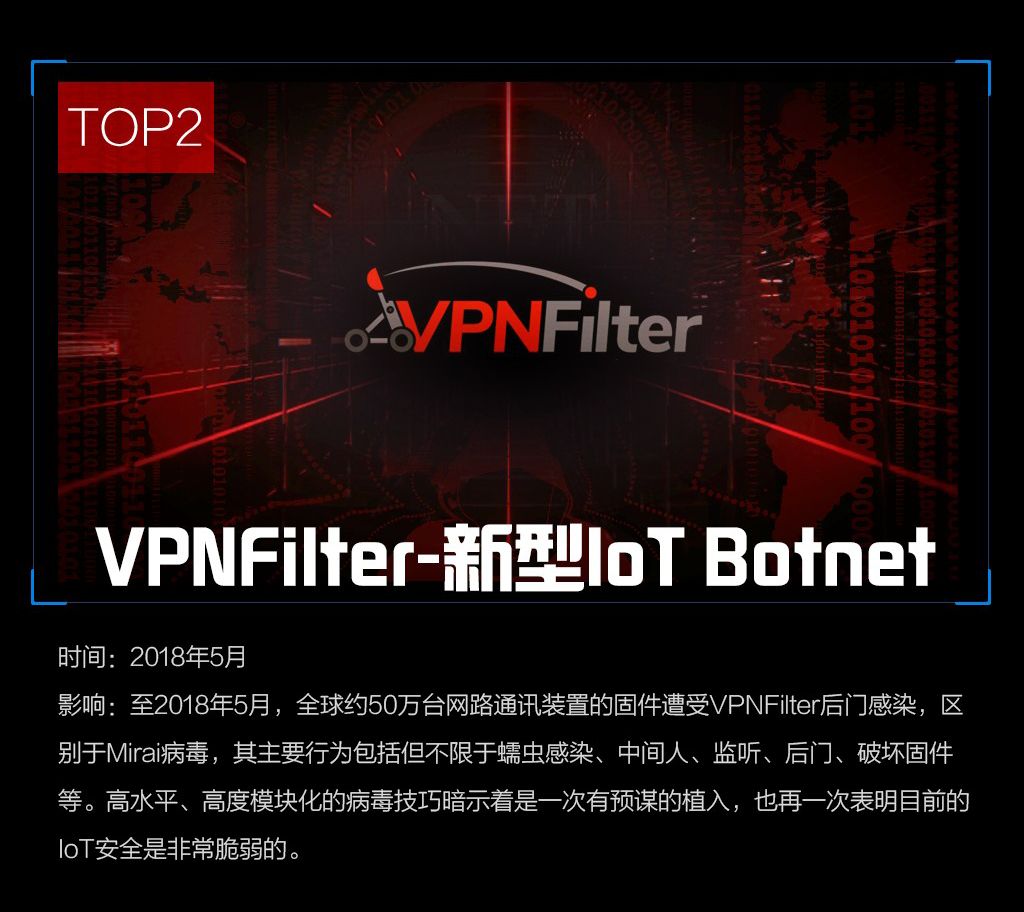 TOP2
VPNFilter
VPNFilter-新型IoT Botnet
时间：2018年5月
影响：至2018年5月，全球约50万台网路通讯装置的固件遭受VPNFilter后门感染，区
别于Mirai病毒，其主要行为包括但不限于蠕虫感染、中间人、监听、后门、破坏固件
等。高水平、高度模块化的病毒技巧暗示着是一次有预谋的植入，也再一次表明目前的
IoT安全是非常脆弱的。